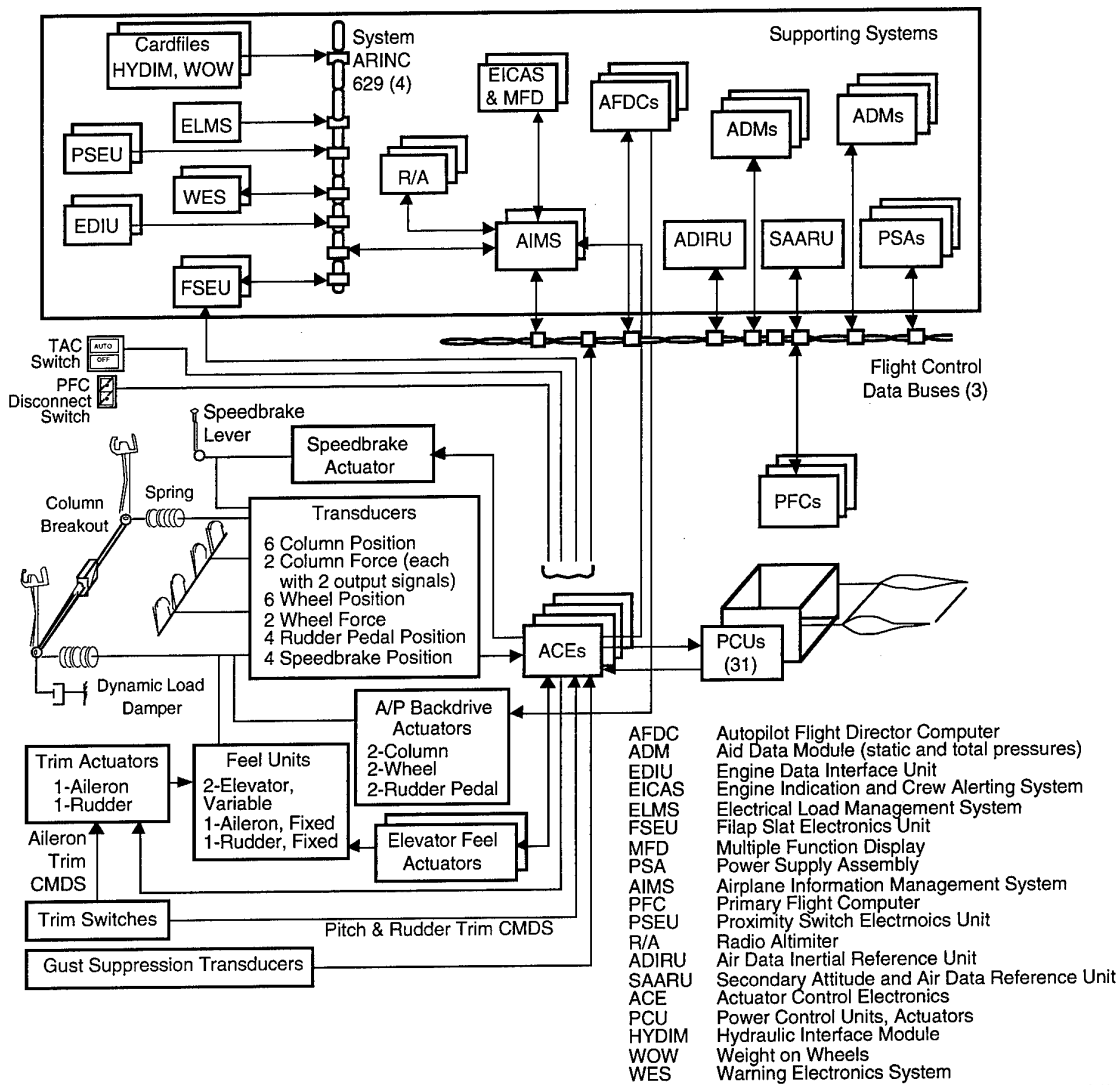 Supporting Systems
Cardfiles
HYDIM, WOW
System
ARINC
629 (4)
EICAS
& MFD
AFDCs
ADMs
ADMs
ELMS
PSEU
R/A
WES
EDIU
AIMS
ADIRU
SAARU
PSAs
FSEU
TAC
Switch
AUTO
OFF
PFC
Disconnect
Switch
Flight Control
Data Buses (3)
Speedbrake
Lever
Speedbrake
Actuator
PFCs
Column
Breakout
Spring
Transducers
6 Column Position
2 Column Force (each
with 2 output signals)
6 Wheel Position
2 Wheel Force
4 Rudder Pedal Position
4 Speedbrake Position
ACEs
PCUs
(31)
Dynamic Load
Damper
A/P Backdrive
Actuators
2-Column
2-Wheel
2-Rudder Pedal
Trim Actuators
1-Aileron
1-Rudder
Feel Units
2-Elevator,
Variable
1-Aileron, Fixed
1-Rudder, Fixed
Elevator Feel
Actuators
Aileron
Trim
CMDS
Trim Switches
Pitch & Rudder Trim CMDS
Gust Suppression Transducers
AFDC Autopilot Flight Director Computer
ADM Aid Data Module (static and total pressures)
EDIU Engine Data Interface Unit
EICAS Engine Indication and Crew Alerting System
ELMS Electrical Load Management System
FSEU Filap Slat Electronics Unit
MFD Multiple Function Display
PSA Power Supply Assembly
AIMS Airplane Information Management System
PFC Primary Flight Computer
PSEU Proximity Switch Electrnoics Unit
R/A Radio Altimiter
ADIRU Air Data Inertial Reference Unit
SAARU Secondary Attitude and Air Data Reference Unit
ACE Actuator Control Electronics
PCU Power Control Units, Actuators
HYDIM Hydraulic Interface Module
WOW Weight on Wheels
WES Warning Electronics System